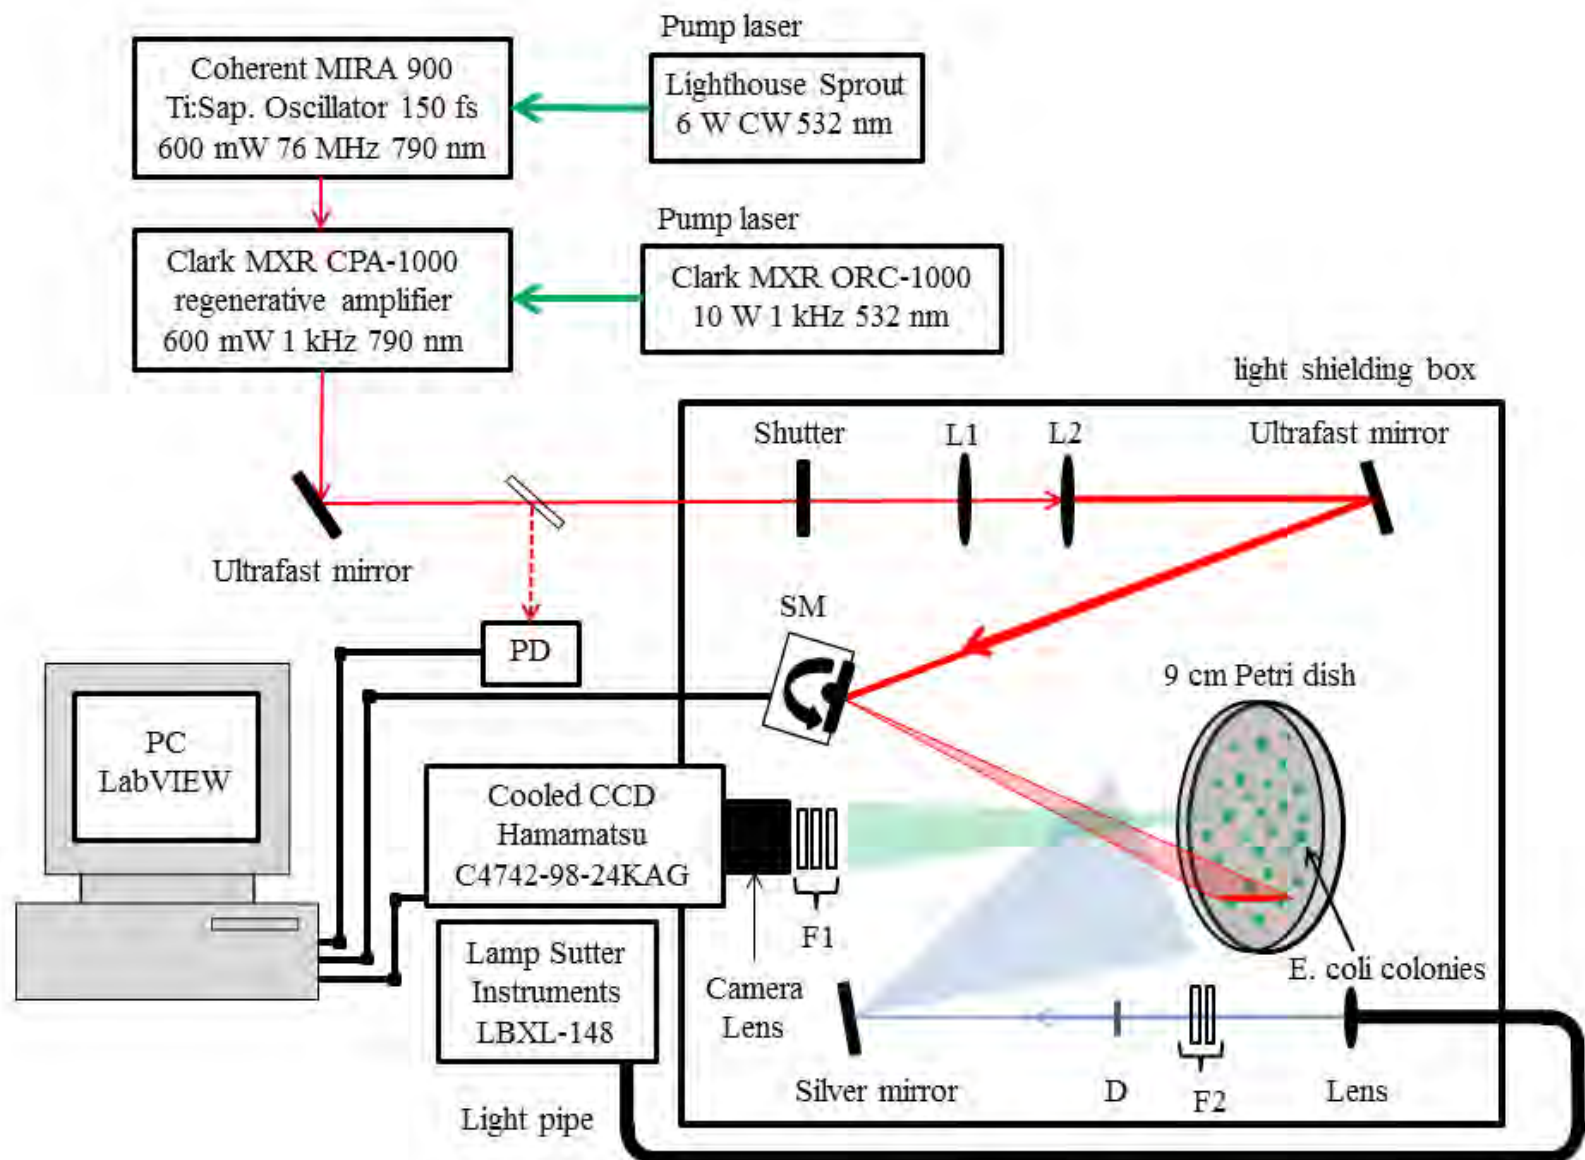 Pump laser
Coherent MIRA 900
Ti:Sap. Oscillator 150 fs
600 mW 76 MHz 790 nm
Lighthouse Sprout
6 W CW 532 nm
Pump laser
Clark MXR CPA-1000
regenerative amplifier
600 mW 1 kHz 790 nm
Clark MXR ORC-1000
10 W 1 kHz 532 nm
light shielding box
Shutter
L1
L2
Ultrafast mirror
Ultrafast mirror
SM
PD
9 cm Petri dish
PC
LabVIEW
Cooled CCD
Hamamatsu
C4742-98-24KAG
F1
Lamp Sutter
Instruments
LBXL-148
Camera
Lens
E. coli colonies
Silver mirror
D
F2
Lens
Light pipe